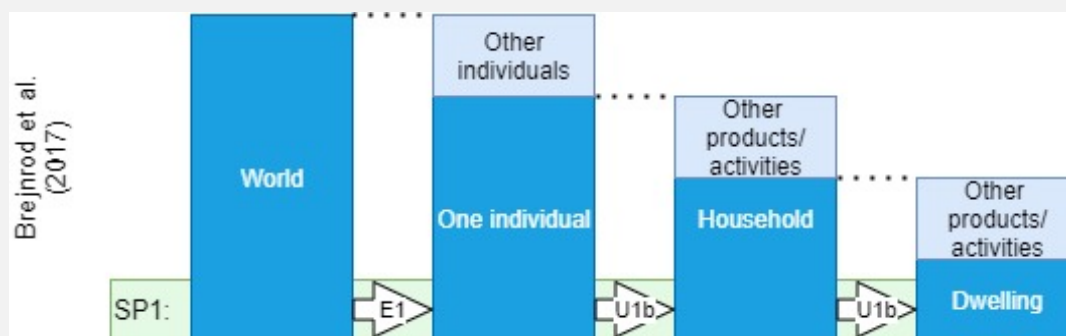 Brejnrod et al.
(2017)
World
Other
individuals
One individual
Other
products/
activities
Household
Other
products/
activities
Dwelling
SP1:
E1
U1b
U1b